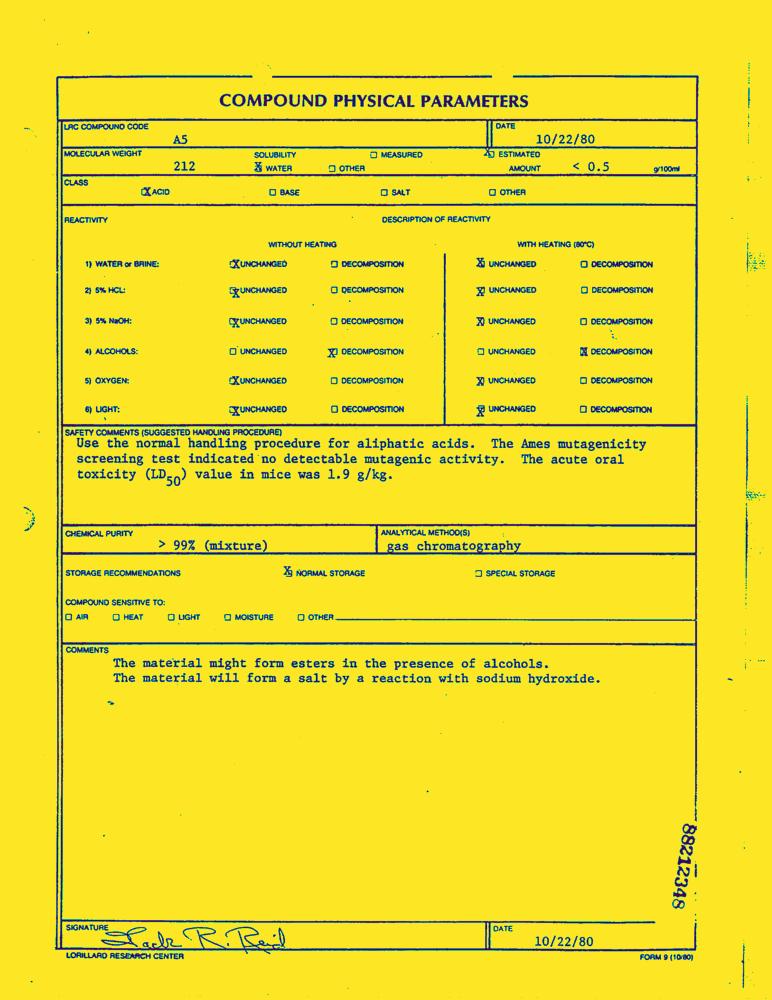 COMPOUND PHYSICAL PARAMETERS
LRC COMPOUND CODE
A5
DATE
10/22/80
MOLECULAR WEIGHT
212
SOLUBILITY
☐ MEASURED
☒ ESTIMATED
☒ WATER
☐ OTHER
AMOUNT < 0.5 g/100ml
CLASS
☒ ACID
☐ BASE
☐ SALT
☐ OTHER
REACTIVITY
DESCRIPTION OF REACTIVITY
WITHOUT HEATING
WITH HEATING (80°C)
1) WATER or BRINE: ☒ UNCHANGED ☐ DECOMPOSITION ☒ UNCHANGED ☐ DECOMPOSITION
2) 5% HCL: ☒ UNCHANGED ☐ DECOMPOSITION ☒ UNCHANGED ☐ DECOMPOSITION
3) 5% NaOH: ☒ UNCHANGED ☐ DECOMPOSITION ☒ UNCHANGED ☐ DECOMPOSITION
4) ALCOHOLS: ☐ UNCHANGED ☒ DECOMPOSITION ☐ UNCHANGED ☒ DECOMPOSITION
5) OXYGEN: ☒ UNCHANGED ☐ DECOMPOSITION ☒ UNCHANGED ☐ DECOMPOSITION
6) LIGHT: ☒ UNCHANGED ☐ DECOMPOSITION ☒ UNCHANGED ☐ DECOMPOSITION
SAFETY COMMENTS (SUGGESTED HANDLING PROCEDURE)
Use the normal handling procedure for aliphatic acids. The Ames mutagenicity
screening test indicated no detectable mutagenic activity. The acute oral
toxicity (LD50) value in mice was 1.9 g/kg.
CHEMICAL PURITY
> 99% (mixture)
ANALYTICAL METHOD(S)
gas chromatography
STORAGE RECOMMENDATIONS ☒ NORMAL STORAGE ☐ SPECIAL STORAGE
COMPOUND SENSITIVE TO:
☐ AIR ☐ HEAT ☐ LIGHT ☐ MOISTURE ☐ OTHER
COMMENTS
The material might form esters in the presence of alcohols.
The material will form a salt by a reaction with sodium hydroxide.
88212348
SIGNATURE
R. Reid
DATE
10/22/80
LORILLARD RESEARCH CENTER
FORM 9 (10/80)